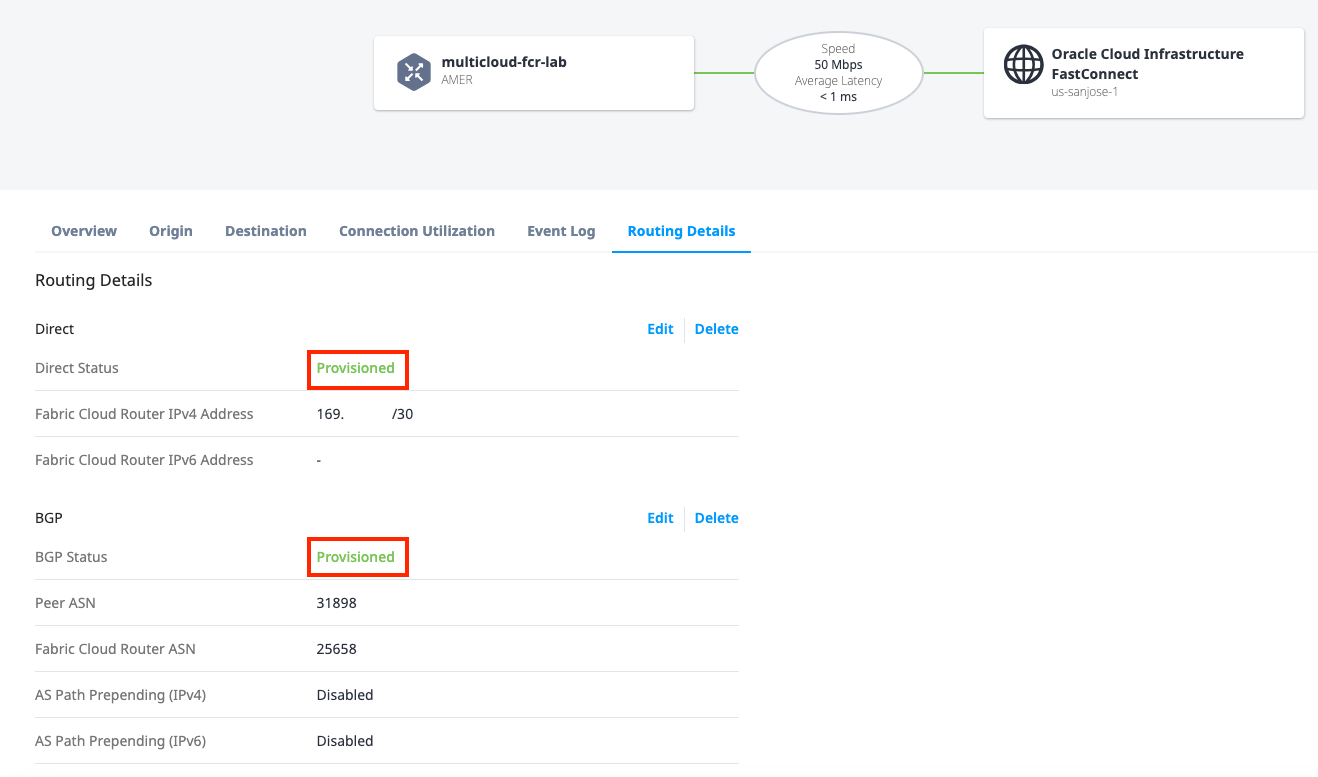 multicloud-fcr-lab
AMER
Speed
50 Mbps
Average Latency
< 1 ms
Oracle Cloud Infrastructure
FastConnect
us-sanjose-1
Overview Origin Destination Connection Utilization Event Log Routing Details
Routing Details
Direct Edit Delete
Direct Status Provisioned
Fabric Cloud Router IPv4 Address 169. /30
Fabric Cloud Router IPv6 Address -
BGP Edit Delete
BGP Status Provisioned
Peer ASN 31898
Fabric Cloud Router ASN 25658
AS Path Prepending (IPv4) Disabled
AS Path Prepending (IPv6) Disabled